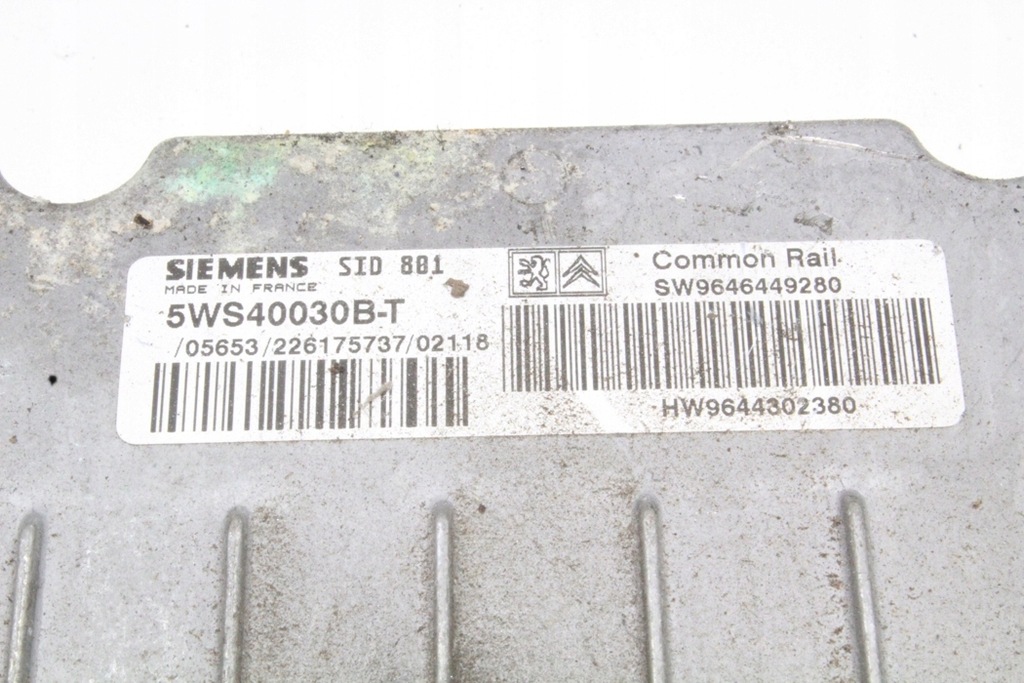 SIEMENS SID 801
MADE IN FRANCE
5WS40030B-T
/05653/226175737/02118
Common Rail
SW9646449280
HW9644302380